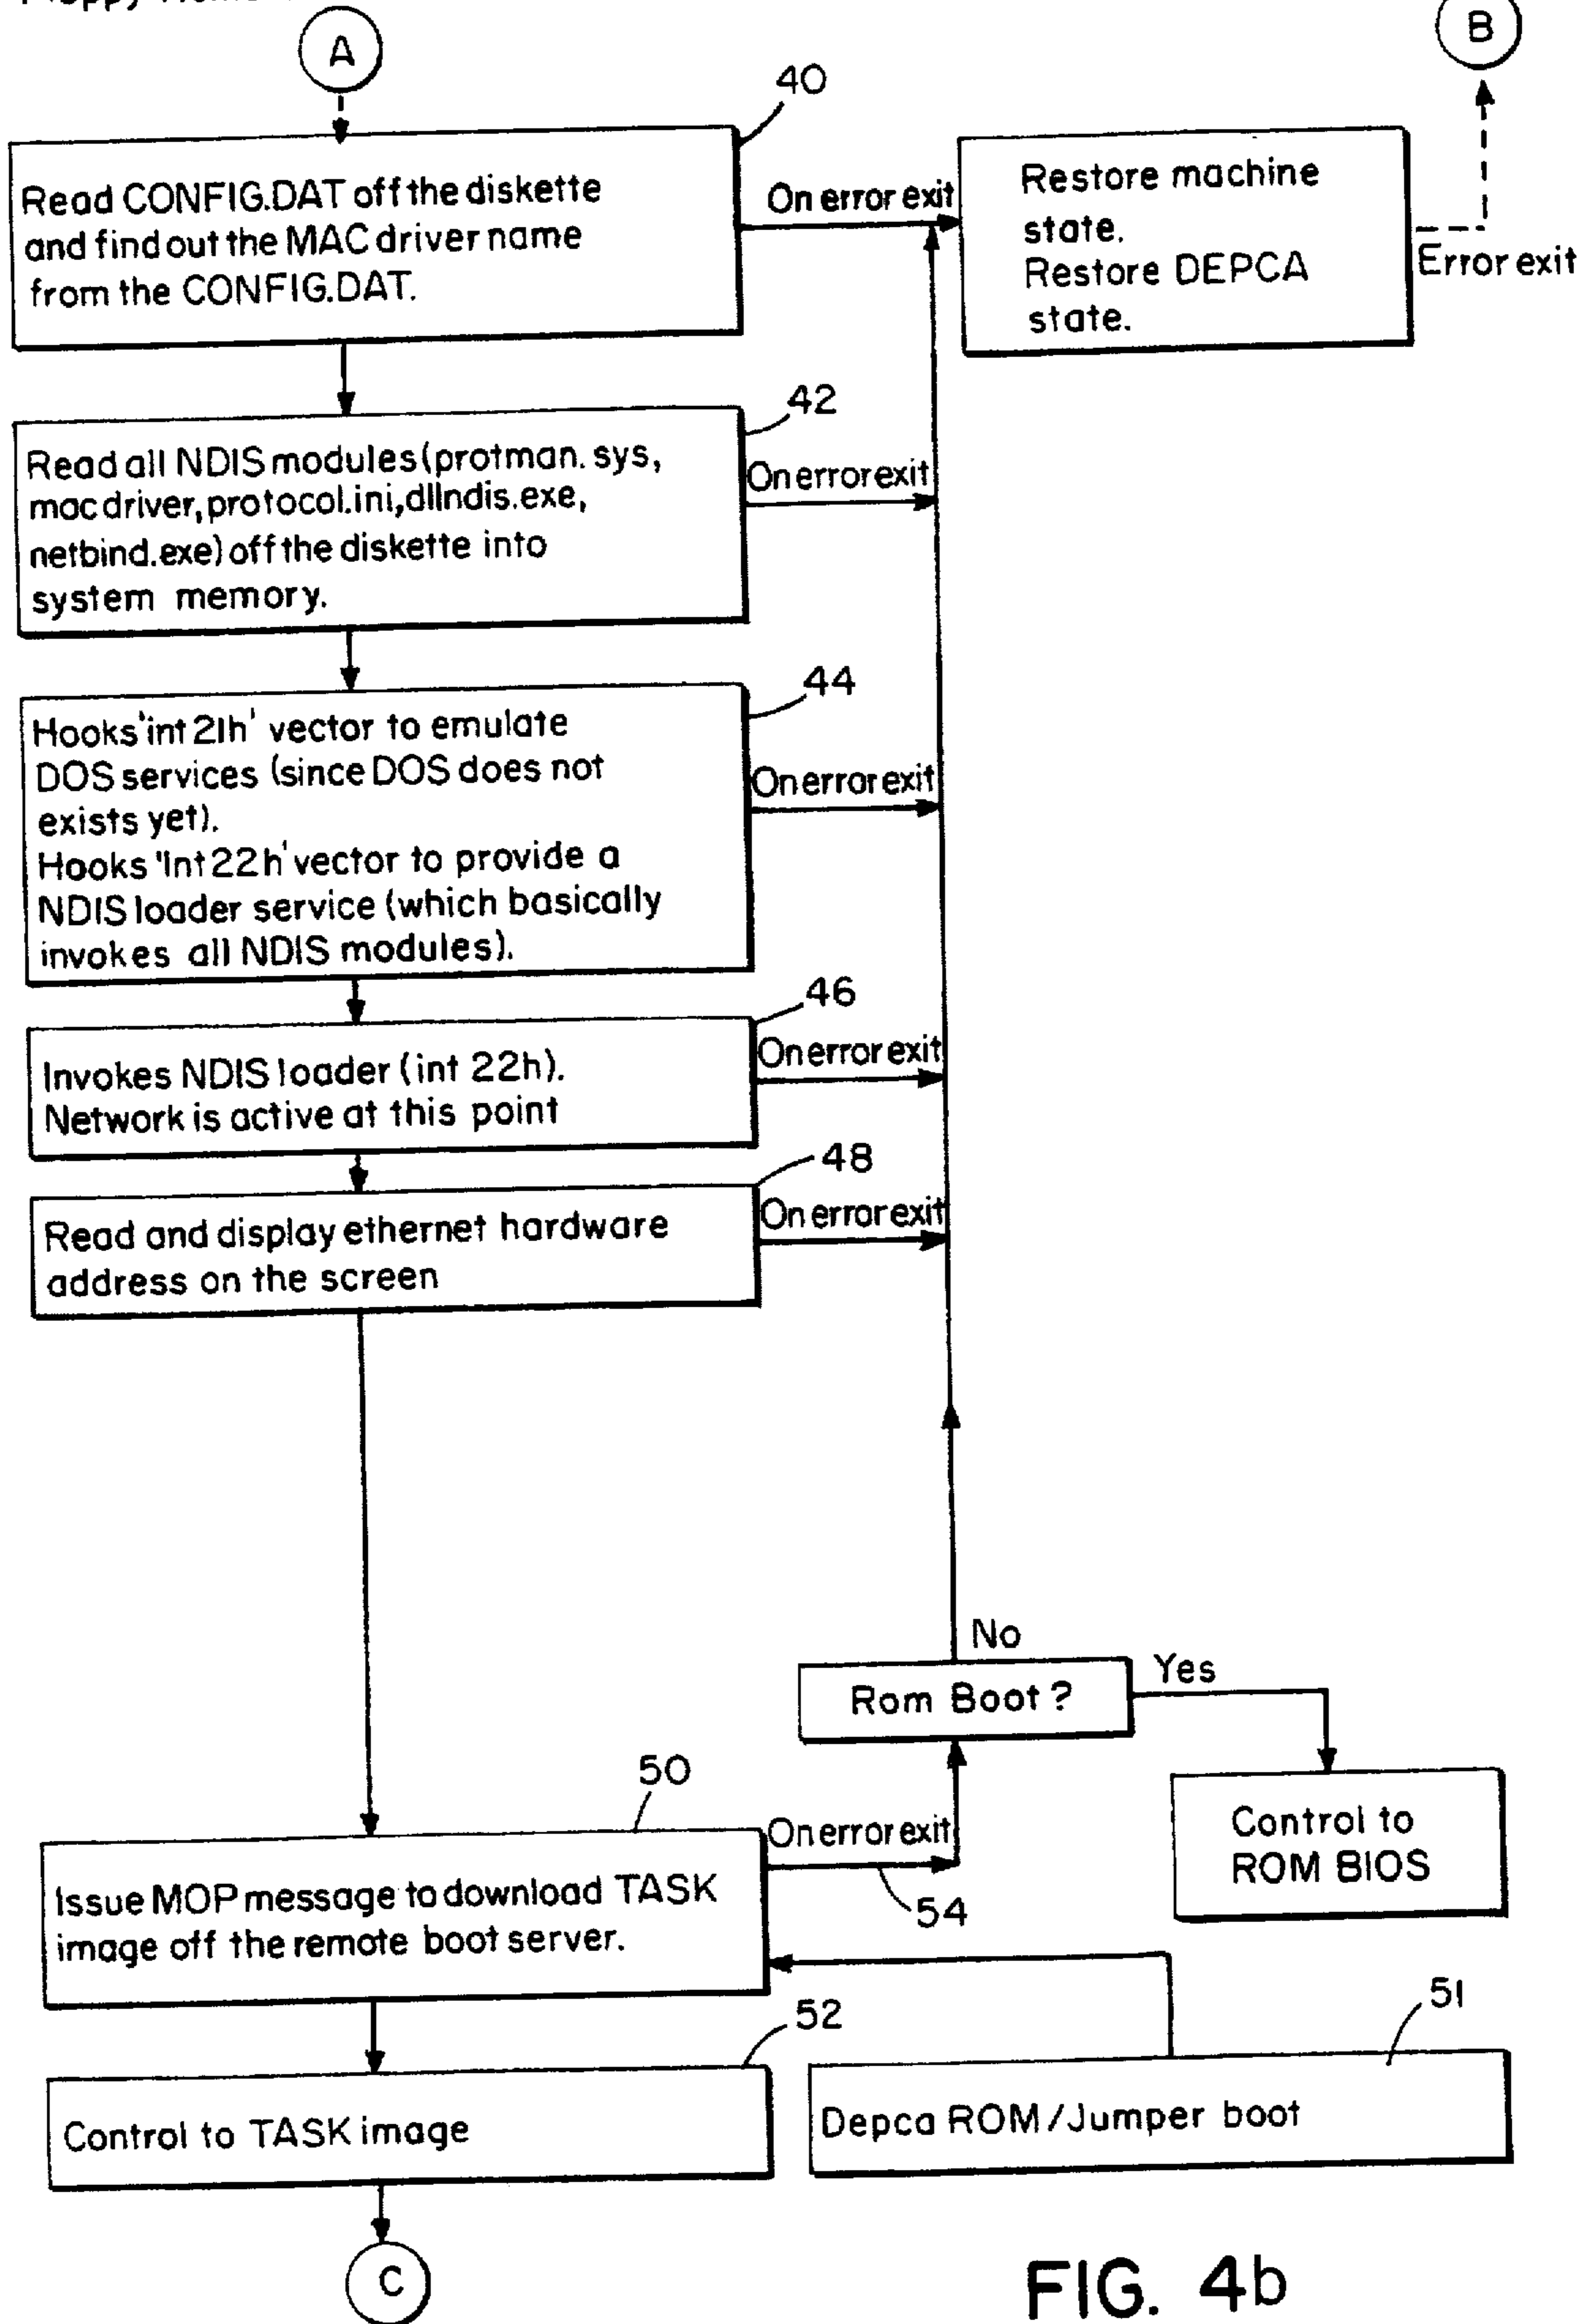 A
B
40
Read CONFIG.DAT off the diskette
and find out the MAC driver name
from the CONFIG.DAT.
On error exit
Restore machine
state.
Restore DEPCA
state.
Error exit
42
Read all NDIS modules (protman.sys,
mac driver, protocol.ini, dllndis.exe,
netbind.exe) off the diskette into
system memory.
On error exit
44
Hooks 'int 21h' vector to emulate
DOS services (since DOS does not
exists yet).
Hooks 'Int 22h' vector to provide a
NDIS loader service (which basically
invokes all NDIS modules).
On error exit
46
Invokes NDIS loader (int 22h).
Network is active at this point
On error exit
48
Read and display ethernet hardware
address on the screen
On error exit
No
Rom Boot?
Yes
Control to
ROM BIOS
50
Issue MOP message to download TASK
image off the remote boot server.
On error exit
54
51
52
Control to TASK image
Depca ROM/Jumper boot
C
FIG. 4b